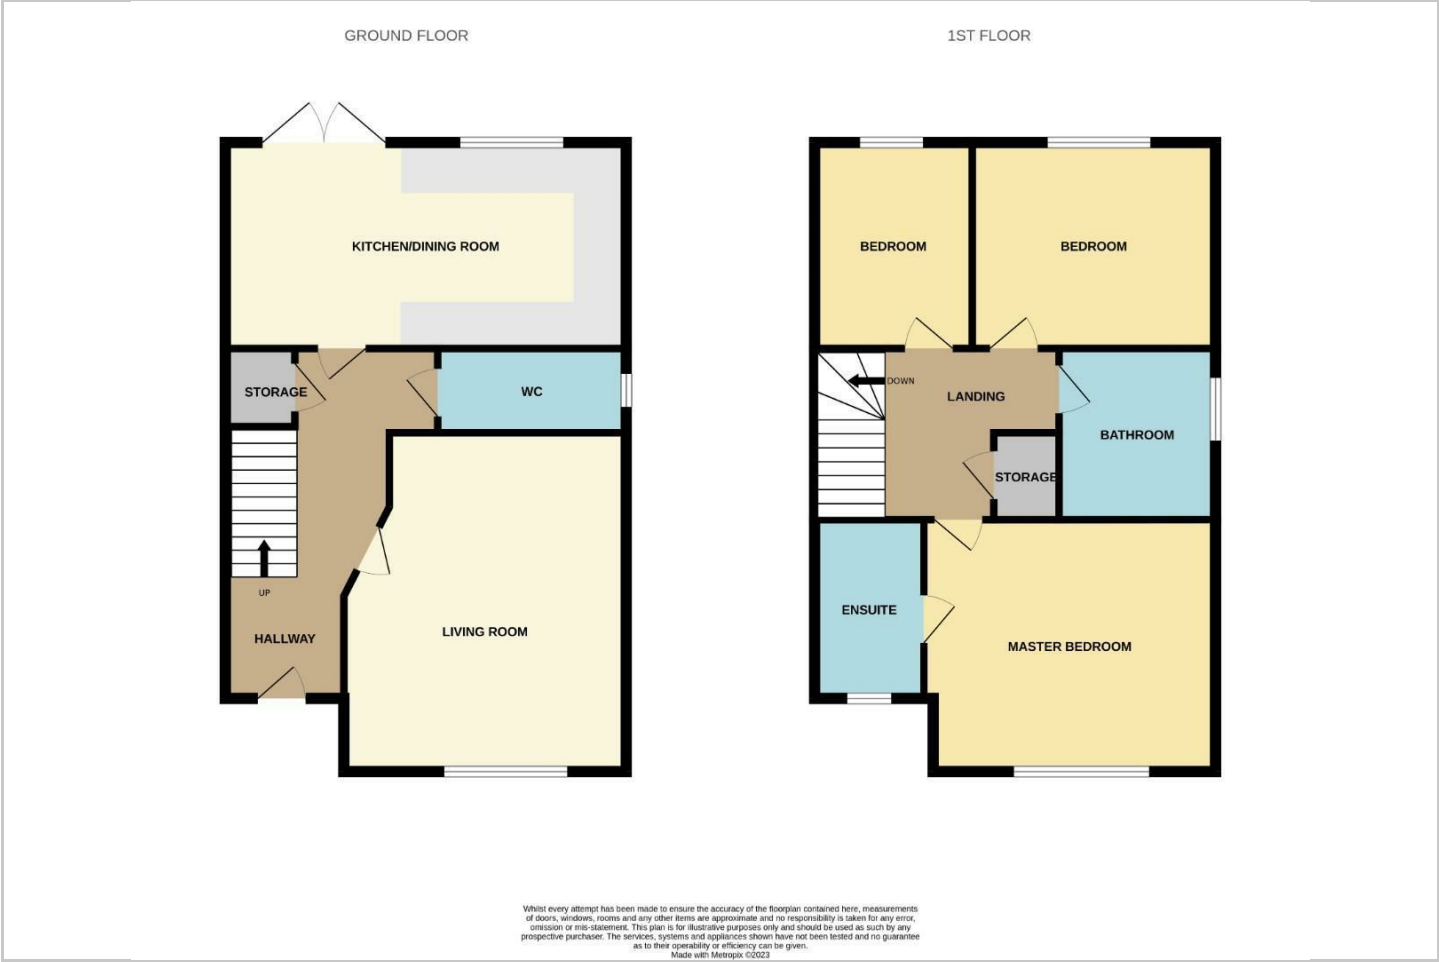 GROUND FLOOR
KITCHEN/DINING ROOM
STORAGE
WC
UP
HALLWAY
LIVING ROOM
1ST FLOOR
BEDROOM
BEDROOM
DOWN
LANDING
BATHROOM
STORAGE
ENSUITE
MASTER BEDROOM
Whilst every attempt has been made to ensure the accuracy of the floorplan contained here, measurements
of doors, windows, rooms and any other items are approximate and no responsibility is taken for any error,
omission or mis-statement. This plan is for illustrative purposes only and should be used as such by any
prospective purchaser. The services, systems and appliances shown have not been tested and no guarantee
as to their operability or efficiency can be given.
Made with Metropix ©2023